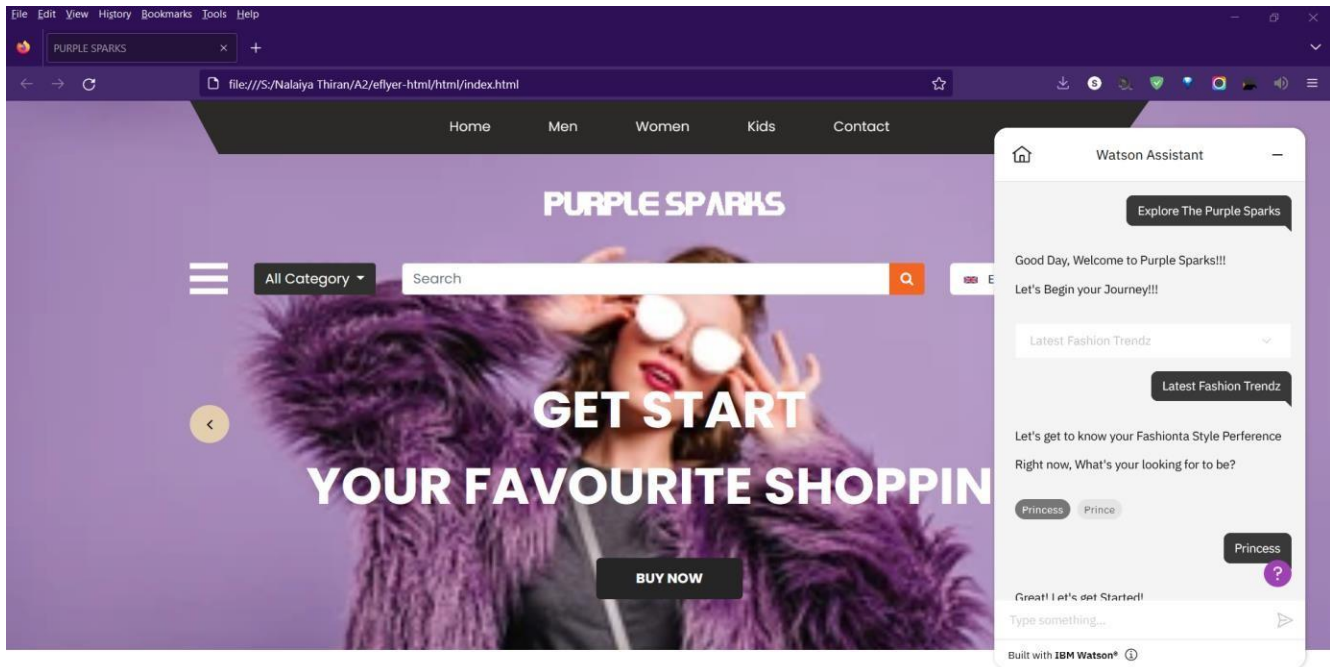 File Edit View History Bookmarks Tools Help
PURPLE SPARKS
file:///S:/Nalaiya Thiran/A2/eflyer-html/html/index.html
Home Men Women Kids Contact
PURPLE SPARKS
All Category
Search
E
GET START
YOUR FAVOURITE SHOPPIN
BUY NOW
Watson Assistant
Explore The Purple Sparks
Good Day, Welcome to Purple Sparks!!!
Let's Begin your Journey!!!
Latest Fashion Trendz
Latest Fashion Trendz
Let's get to know your Fashionta Style Perference
Right now, What's your looking for to be?
Princess Prince
Princess
?
Great! Let's get Started!
Type something...
Built with IBM Watson®